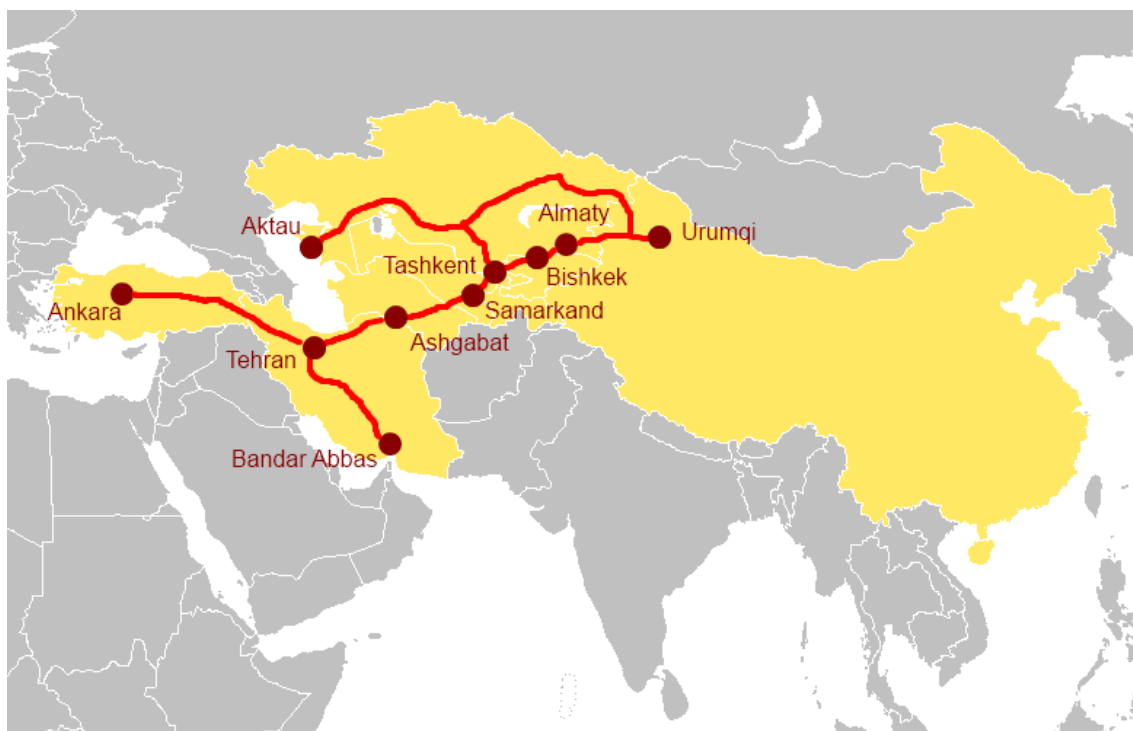 Aktau
Almaty
Urumqi
Tashkent
Bishkek
Ankara
Samarkand
Ashgabat
Tehran
Bandar Abbas